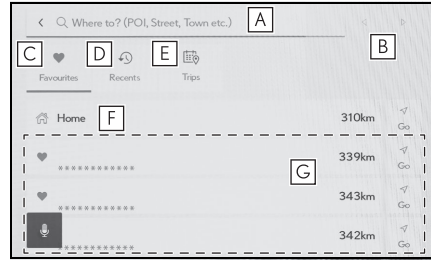 Where to? (POI, Street, Town etc.) A
B
C D E
Favourites Recents Trips
Home F 310km Go
339km Go
************
G
343km Go
************
342km Go
************